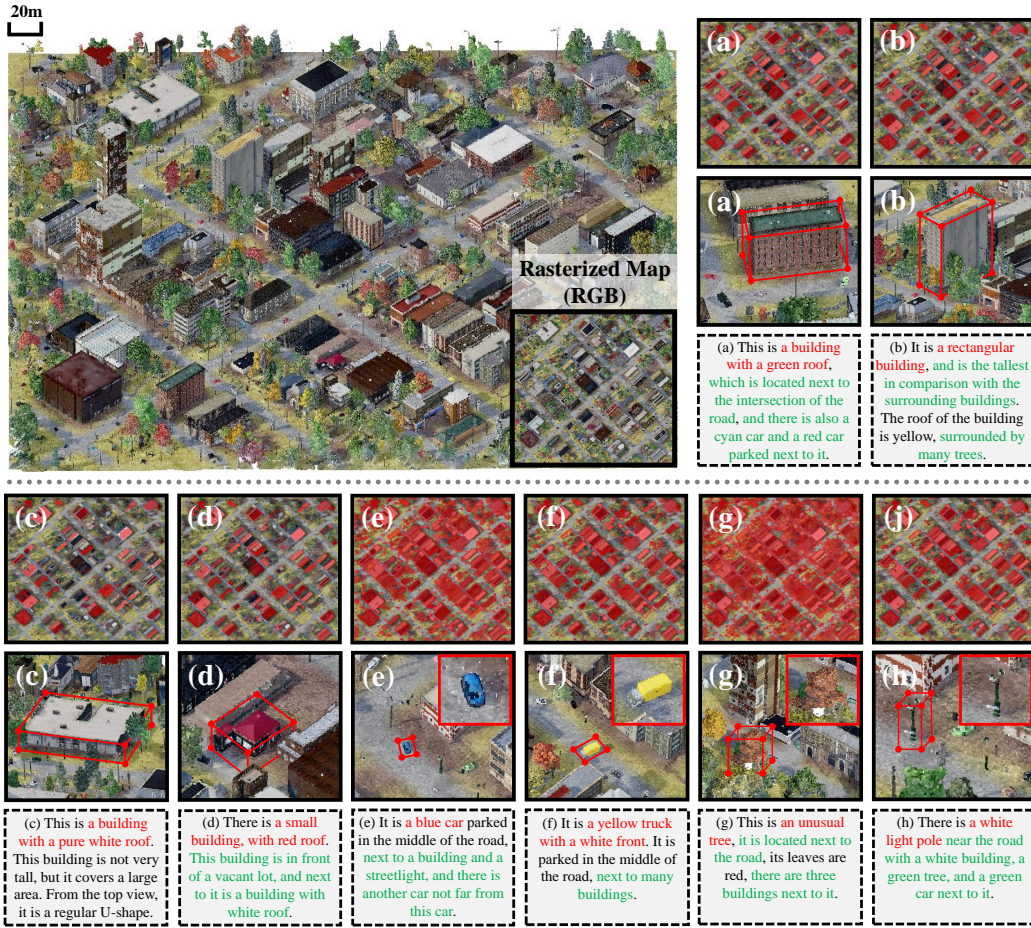 20m
Rasterized Map
(RGB)
(a)
(b)
(a)
(b)
(a) This is a building
with a green roof,
which is located next to
the intersection of the
road, and there is also a
cyan car and a red car
parked next to it.
(b) It is a rectangular
building, and is the tallest
in comparison with the
surrounding buildings.
The roof of the building
is yellow, surrounded by
many trees.
(c)
(d)
(e)
(f)
(g)
(j)
(c)
(d)
(e)
(f)
(g)
(h)
(c) This is a building
with a pure white roof.
This building is not very
tall, but it covers a large
area. From the top view,
it is a regular U-shape.
(d) There is a small
building, with red roof.
This building is in front
of a vacant lot, and next
to it is a building with
white roof.
(e) It is a blue car parked
in the middle of the road,
next to a building and a
streetlight, and there is
another car not far from
this car.
(f) It is a yellow truck
with a white front. It is
parked in the middle of
the road, next to many
buildings.
(g) This is an unusual
tree, it is located next to
the road, its leaves are
red, there are three
buildings next to it.
(h) There is a white
light pole near the road
with a white building, a
green tree, and a green
car next to it.